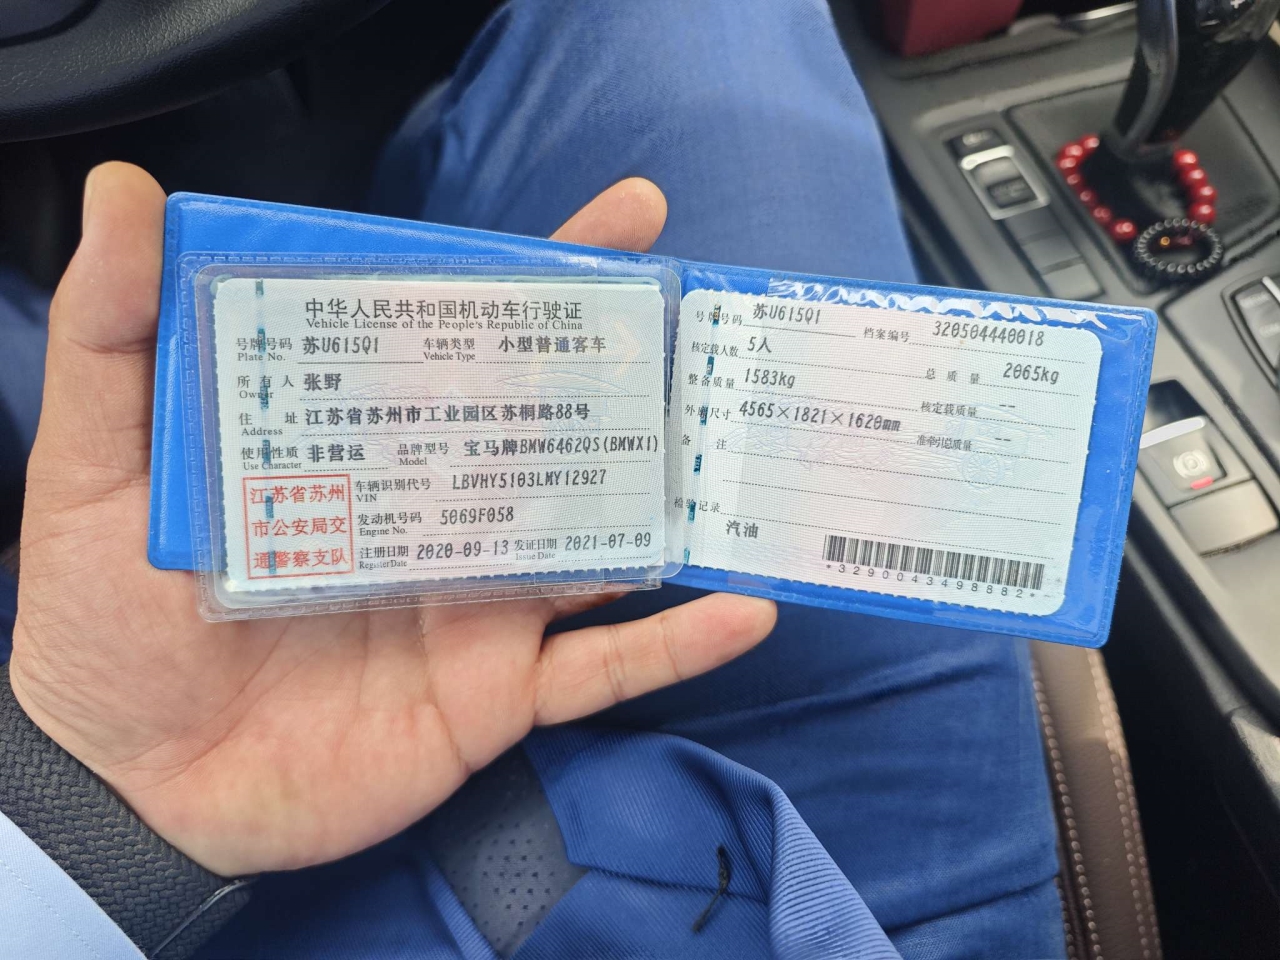 中华人民共和国机动车行驶证
Vehicle License of the People's Republic of China
号牌号码 Plate No. 苏U615Q1 车辆类型 Vehicle Type 小型普通客车
所有人 Owner 张野
住址 Address 江苏省苏州市工业园区苏桐路88号
使用性质 Use Character 非营运 品牌型号 Model 宝马牌BMW6462QS(BMWX1)
江苏省苏州
市公安局交
通警察支队
车辆识别代号 VIN LBVHY5103LMY12927
发动机号码 Engine No. 5069F058
注册日期 Register Date 2020-09-13 发证日期 Issue Date 2021-07-09
号牌号码 苏U615Q1 档案编号 320504440018
核定载人数 5人 总质量 2065kg
整备质量 1583kg 核定载质量 --
外廓尺寸 4565×1821×1620mm 准牵引总质量 --
备注
检验记录
汽油
*3290043498882*